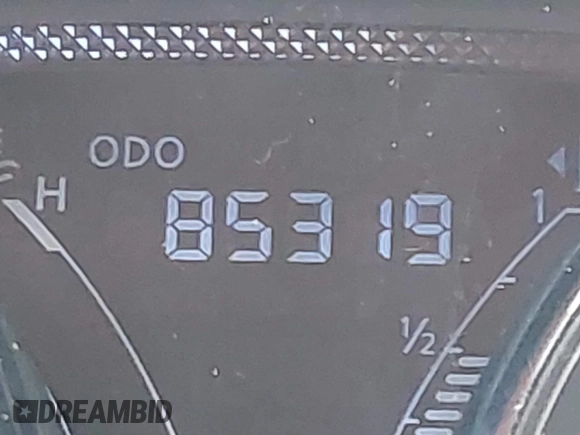 ODO
H
85319
1
1/2
DREAMBID